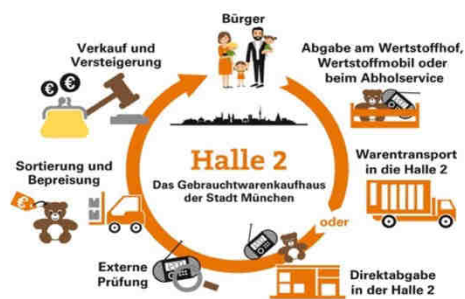 Bürger
Abgabe am Wertstoffhof,
Wertstoffmobil oder
beim Abholservice
Warentransport
in die Halle 2
oder
Direktabgabe
in der Halle 2
Externe
Prüfung
Sortierung und
Bepreisung
Verkauf und
Versteigerung
€ €
€
Halle 2
Das Gebrauchtwarenkaufhaus
der Stadt München